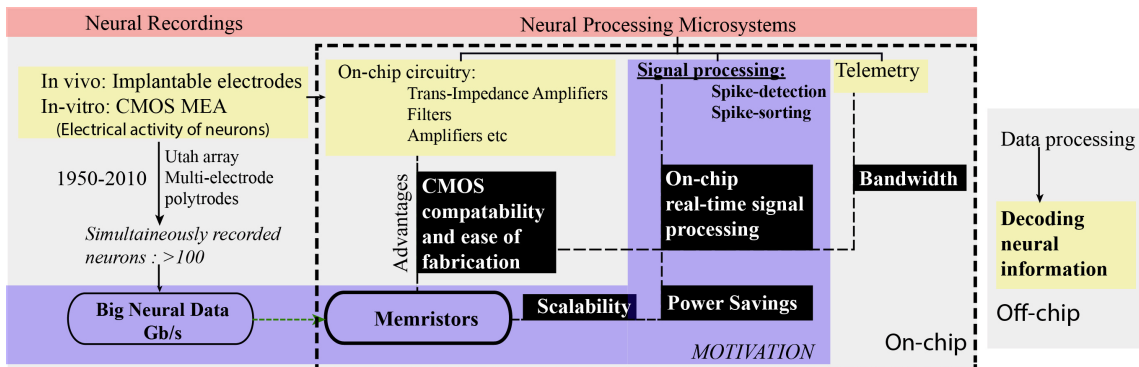 Neural Recordings
Neural Processing Microsystems
In vivo: Implantable electrodes
In-vitro: CMOS MEA
(Electrical activity of neurons)
1950-2010
Utah array
Multi-electrode
polytrodes
Simultaineously recorded
neurons : >100
Big Neural Data
Gb/s
On-chip circuitry:
Trans-Impedance Amplifiers
Filters
Amplifiers etc
Advantages
CMOS
compatability
and ease of
fabrication
Memristors
Scalability
Signal processing:
Spike-detection
Spike-sorting
On-chip
real-time signal
processing
Power Savings
MOTIVATION
Telemetry
Bandwidth
On-chip
Data processing
Decoding
neural
information
Off-chip